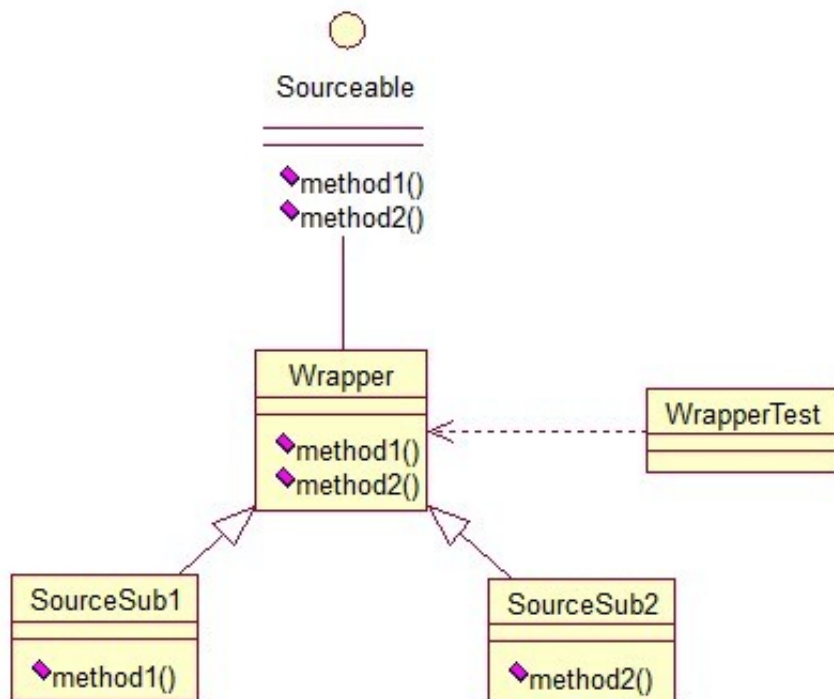 Sourceable
method1()
method2()
Wrapper
method1()
method2()
WrapperTest
SourceSub1
method1()
SourceSub2
method2()